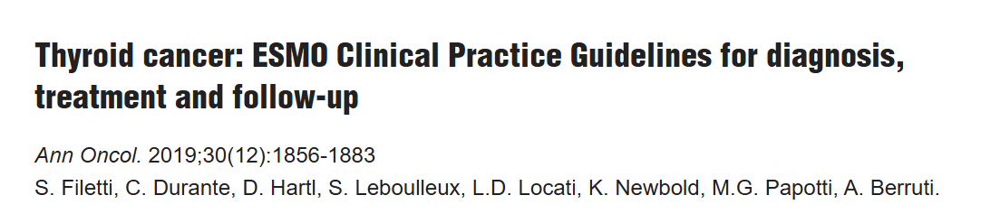 Thyroid cancer: ESMO Clinical Practice Guidelines for diagnosis,
treatment and follow-up
Ann Oncol. 2019;30(12):1856-1883
S. Filetti, C. Durante, D. Hartl, S. Leboulleux, L.D. Locati, K. Newbold, M.G. Papotti, A. Berruti.